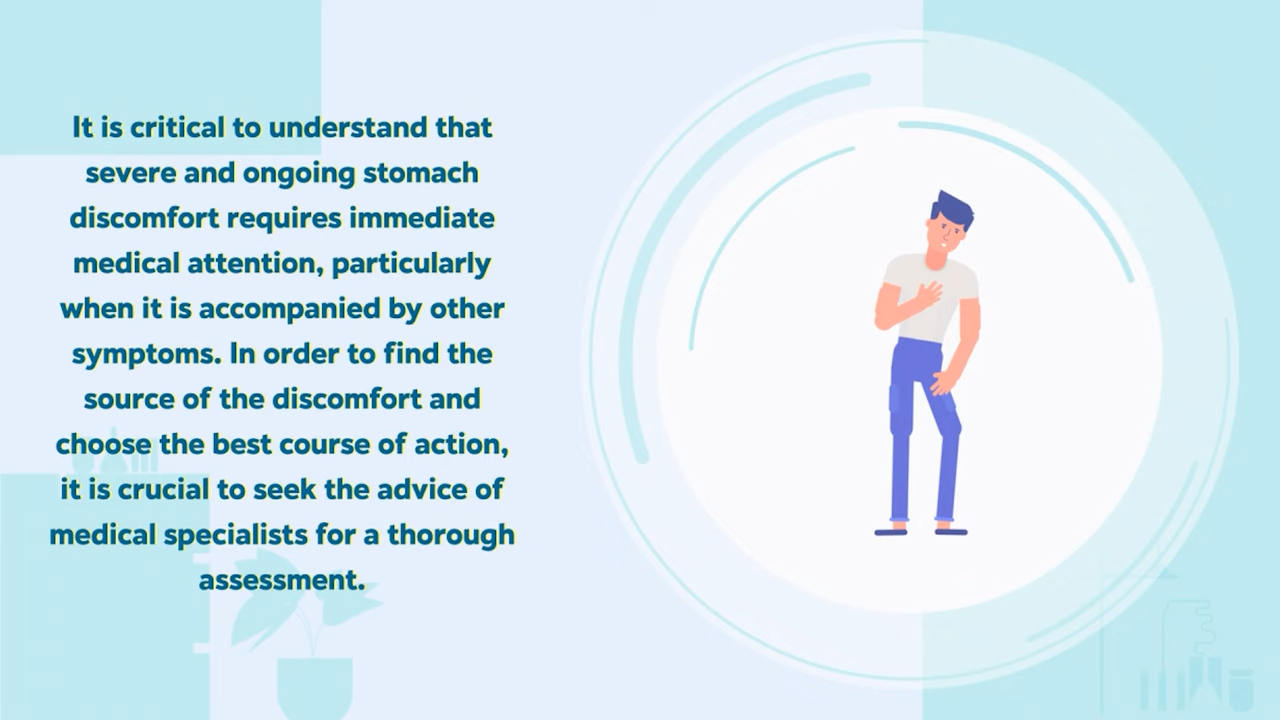 It is critical to understand that
severe and ongoing stomach
discomfort requires immediate
medical attention, particularly
when it is accompanied by other
symptoms. In order to find the
source of the discomfort and
choose the best course of action,
it is crucial to seek the advice of
medical specialists for a thorough
assessment.